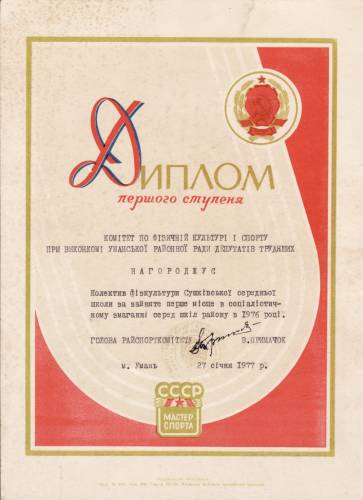 Диплом
першого ступеня
КОМІТЕТ ПО ФІЗИЧНІЙ КУЛЬТУРІ І СПОРТУ
ПРИ ВИКОНКОМІ УМАНСЬКОЇ РАЙОННОЇ РАДИ ДЕПУТАТІВ ТРУДЯЩИХ
НАГОРОДЖУЄ
Колектив фізкультури Сушківської середньої
школи за зайняте перше місце в соціалістич-
ному змаганні серед шкіл району в 1976 році.
ГОЛОВА РАЙСПОРТКОМІТЕТУ В.ПРИМАЧОК
м. Умань 27 січня 1977 р.
СССР
МАСТЕР
СПОРТА